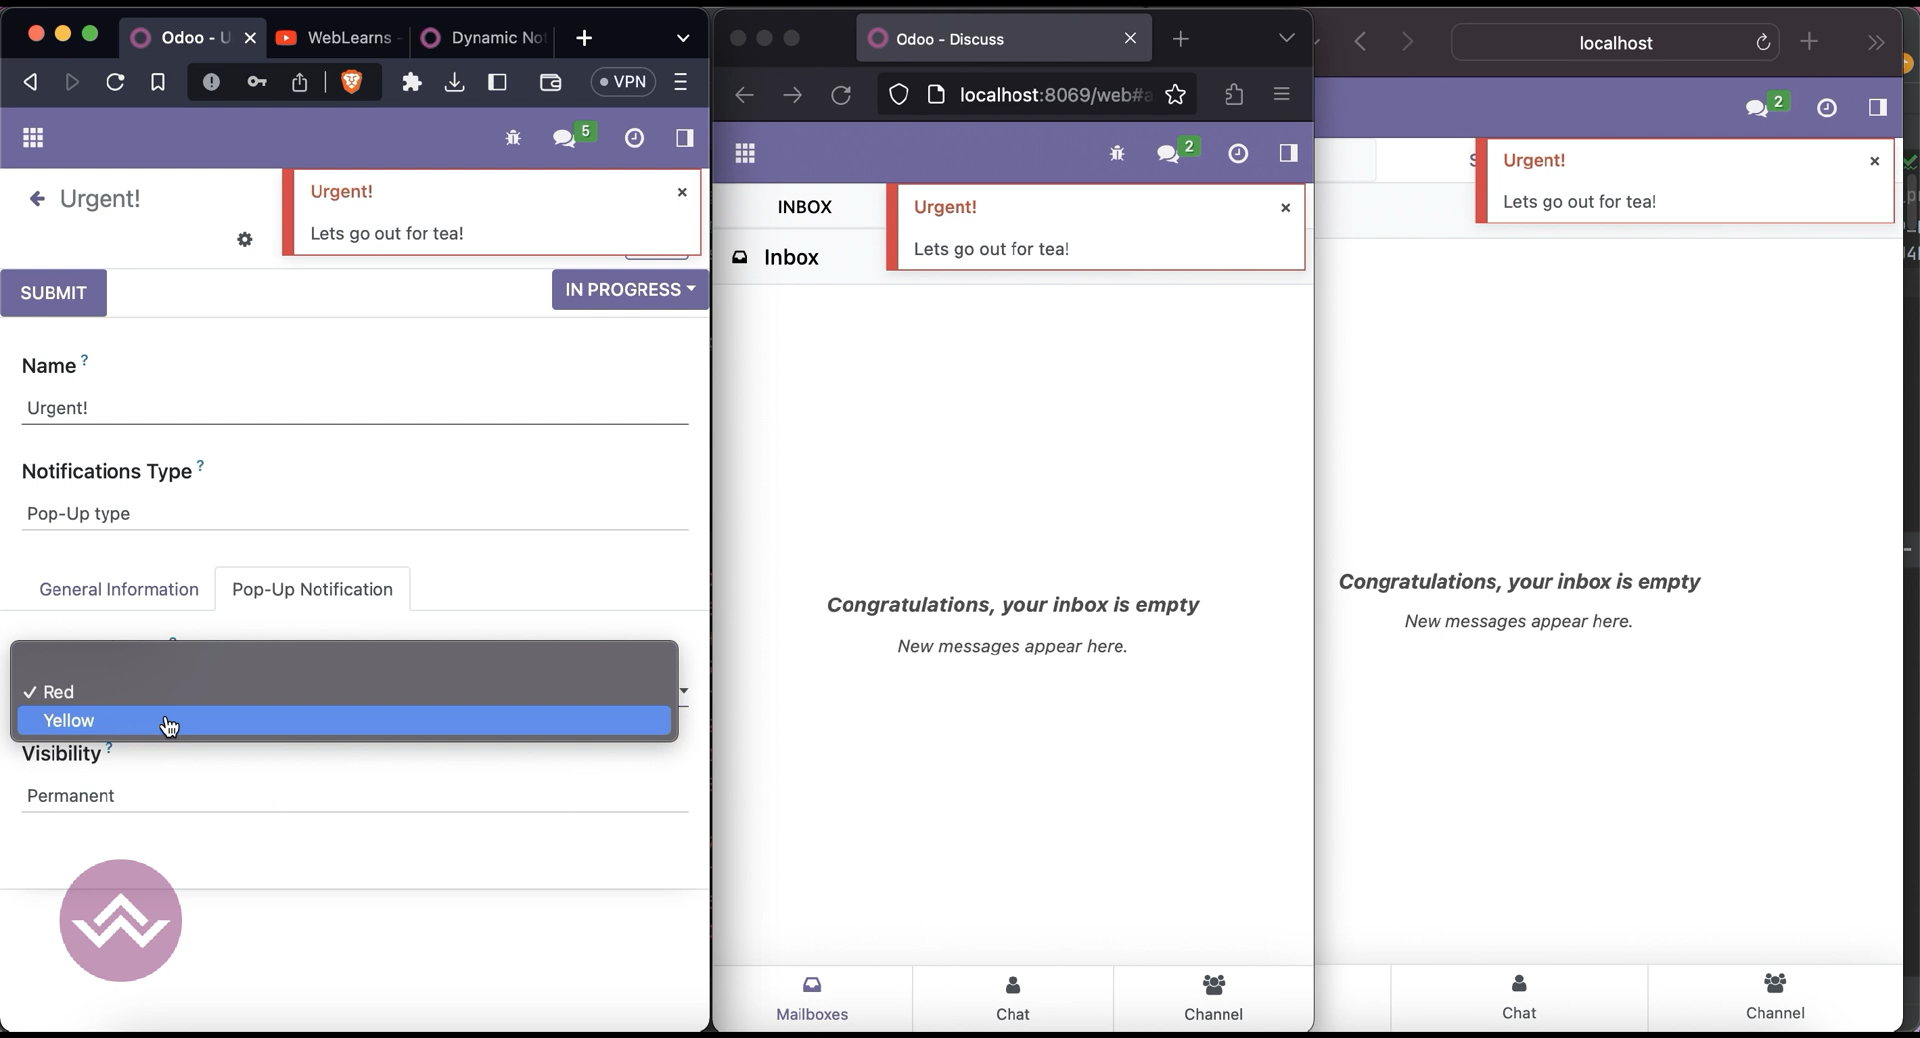 Odoo - U
WebLearns -
Dynamic Not
VPN
5
Urgent!
Urgent!
Lets go out for tea!
SUBMIT
IN PROGRESS
Name ?
Urgent!
Notifications Type ?
Pop-Up type
General Information
Pop-Up Notification
Red
Yellow
Visibility ?
Permanent
Odoo - Discuss
localhost:8069/web#a
2
INBOX
Urgent!
Lets go out for tea!
Inbox
Congratulations, your inbox is empty
New messages appear here.
Mailboxes
Chat
Channel
localhost
2
Urgent!
Lets go out for tea!
Congratulations, your inbox is empty
New messages appear here.
Chat
Channel